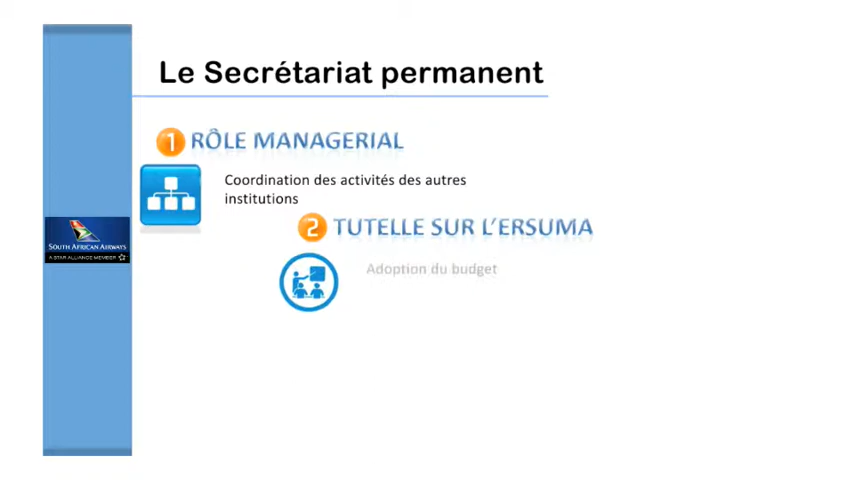 Le Secrétariat permanent
1 RÔLE MANAGERIAL
Coordination des activités des autres
institutions
2 TUTELLE SUR L'ERSUMA
SOUTH AFRICAN AIRWAYS
A STAR ALLIANCE MEMBER
Adoption du budget